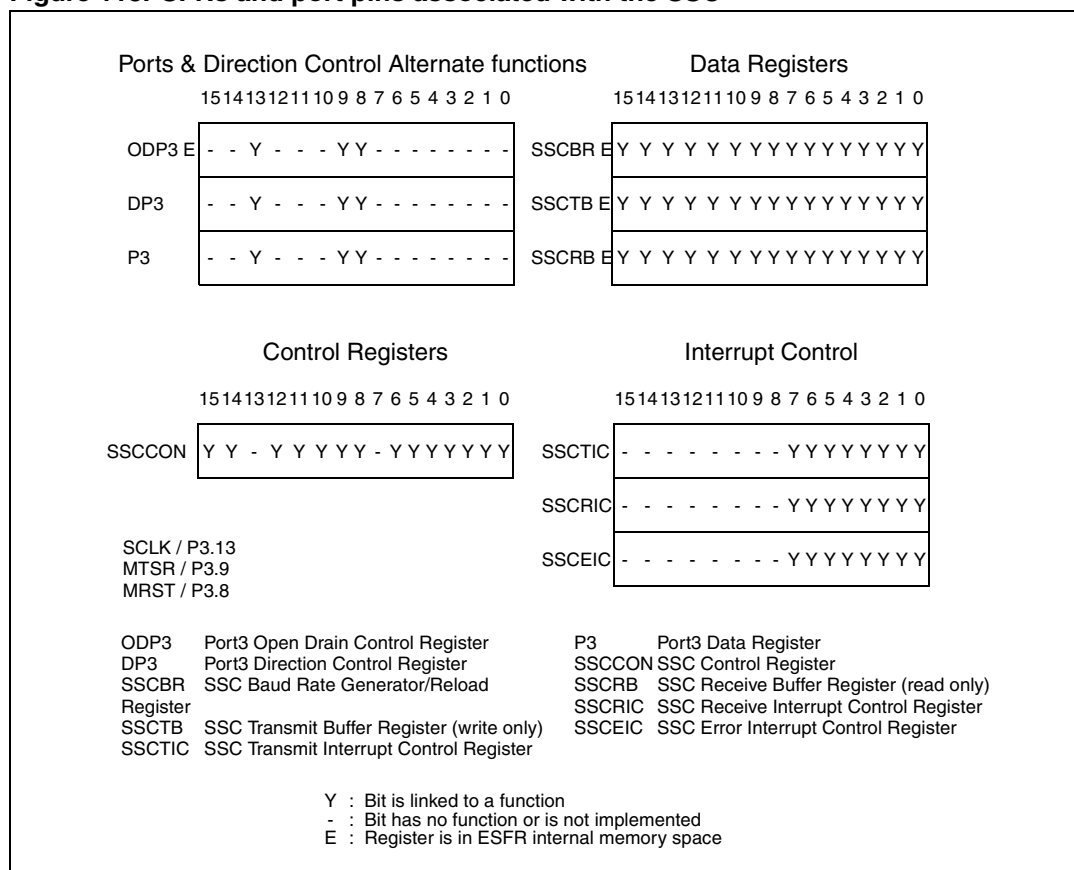 Ports & Direction Control Alternate functions
15 14 13 12 11 10 9 8 7 6 5 4 3 2 1 0
ODP3 E - - Y - - - Y Y - - - - - - - -
DP3 - - Y - - - Y Y - - - - - - - -
P3 - - Y - - - Y Y - - - - - - - -
Data Registers
15 14 13 12 11 10 9 8 7 6 5 4 3 2 1 0
SSCBR E Y Y Y Y Y Y Y Y Y Y Y Y Y Y Y Y
SSCTB E Y Y Y Y Y Y Y Y Y Y Y Y Y Y Y Y
SSCRB E Y Y Y Y Y Y Y Y Y Y Y Y Y Y Y Y
Control Registers
15 14 13 12 11 10 9 8 7 6 5 4 3 2 1 0
SSCCON Y Y - Y Y Y Y Y - Y Y Y Y Y Y Y
Interrupt Control
15 14 13 12 11 10 9 8 7 6 5 4 3 2 1 0
SSCTIC - - - - - - - - Y Y Y Y Y Y Y Y
SSCRIC - - - - - - - - Y Y Y Y Y Y Y Y
SSCEIC - - - - - - - - Y Y Y Y Y Y Y Y
SCLK / P3.13
MTSR / P3.9
MRST / P3.8
ODP3 Port3 Open Drain Control Register
DP3 Port3 Direction Control Register
SSCBR SSC Baud Rate Generator/Reload
Register
SSCTB SSC Transmit Buffer Register (write only)
SSCTIC SSC Transmit Interrupt Control Register
P3 Port3 Data Register
SSCCON SSC Control Register
SSCRB SSC Receive Buffer Register (read only)
SSCRIC SSC Receive Interrupt Control Register
SSCEIC SSC Error Interrupt Control Register
Y : Bit is linked to a function
- : Bit has no function or is not implemented
E : Register is in ESFR internal memory space